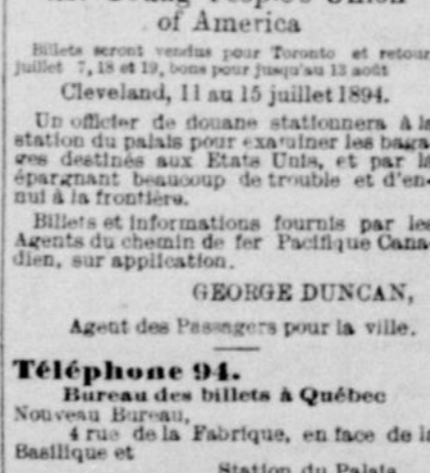 Young People's Union
of America
Billets seront vendus pour Toronto et retour
juillet 7, 18 et 19, bons pour jusqu'au 13 août
Cleveland, 11 au 15 juillet 1894.
Un officier de douane stationnera à la
station du palais pour examiner les baga-
ges destinés aux Etats Unis, et par là
épargnant beaucoup de trouble et d'en-
nui à la frontière.
Billets et informations fournis par les
Agents du chemin de fer Pacifique Cana-
dien, sur application.
GEORGE DUNCAN,
Agent des Passagers pour la ville.
Téléphone 94.
Bureau des billets à Québec
Nouveau Bureau,
4 rue de la Fabrique, en face de la
Basilique et
Station du Palais